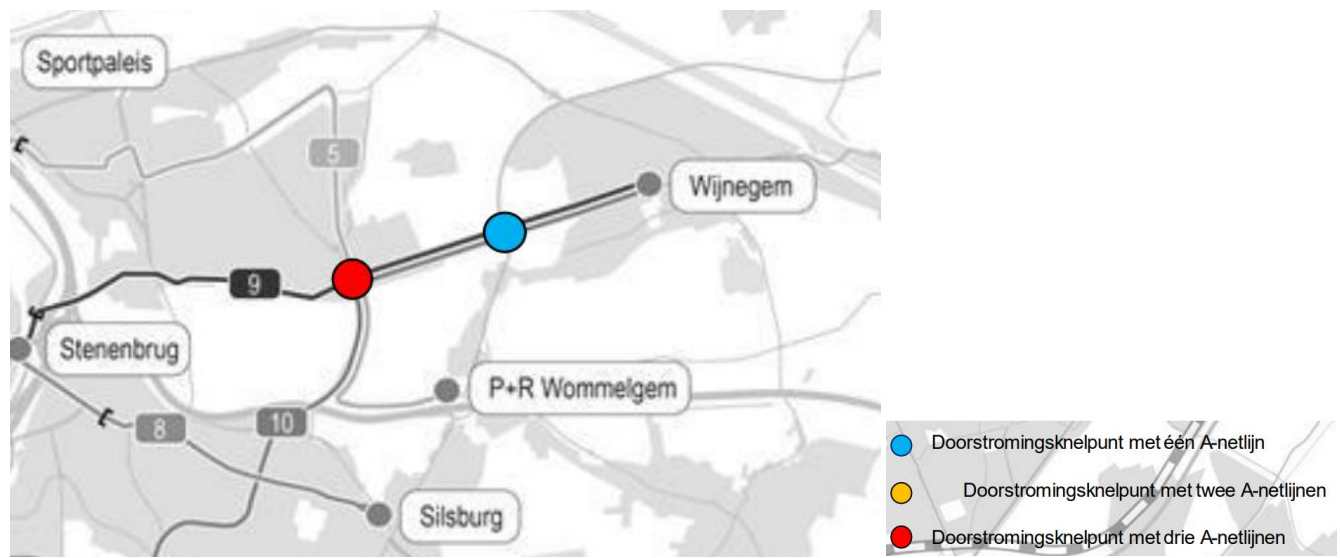 Sportpaleis
5
Wijnegem
9
Stenenbrug
P+R Wommelgem
8
10
Silsburg
Doorstromingsknelpunt met één A-netlijn
Doorstromingsknelpunt met twee A-netlijnen
Doorstromingsknelpunt met drie A-netlijnen